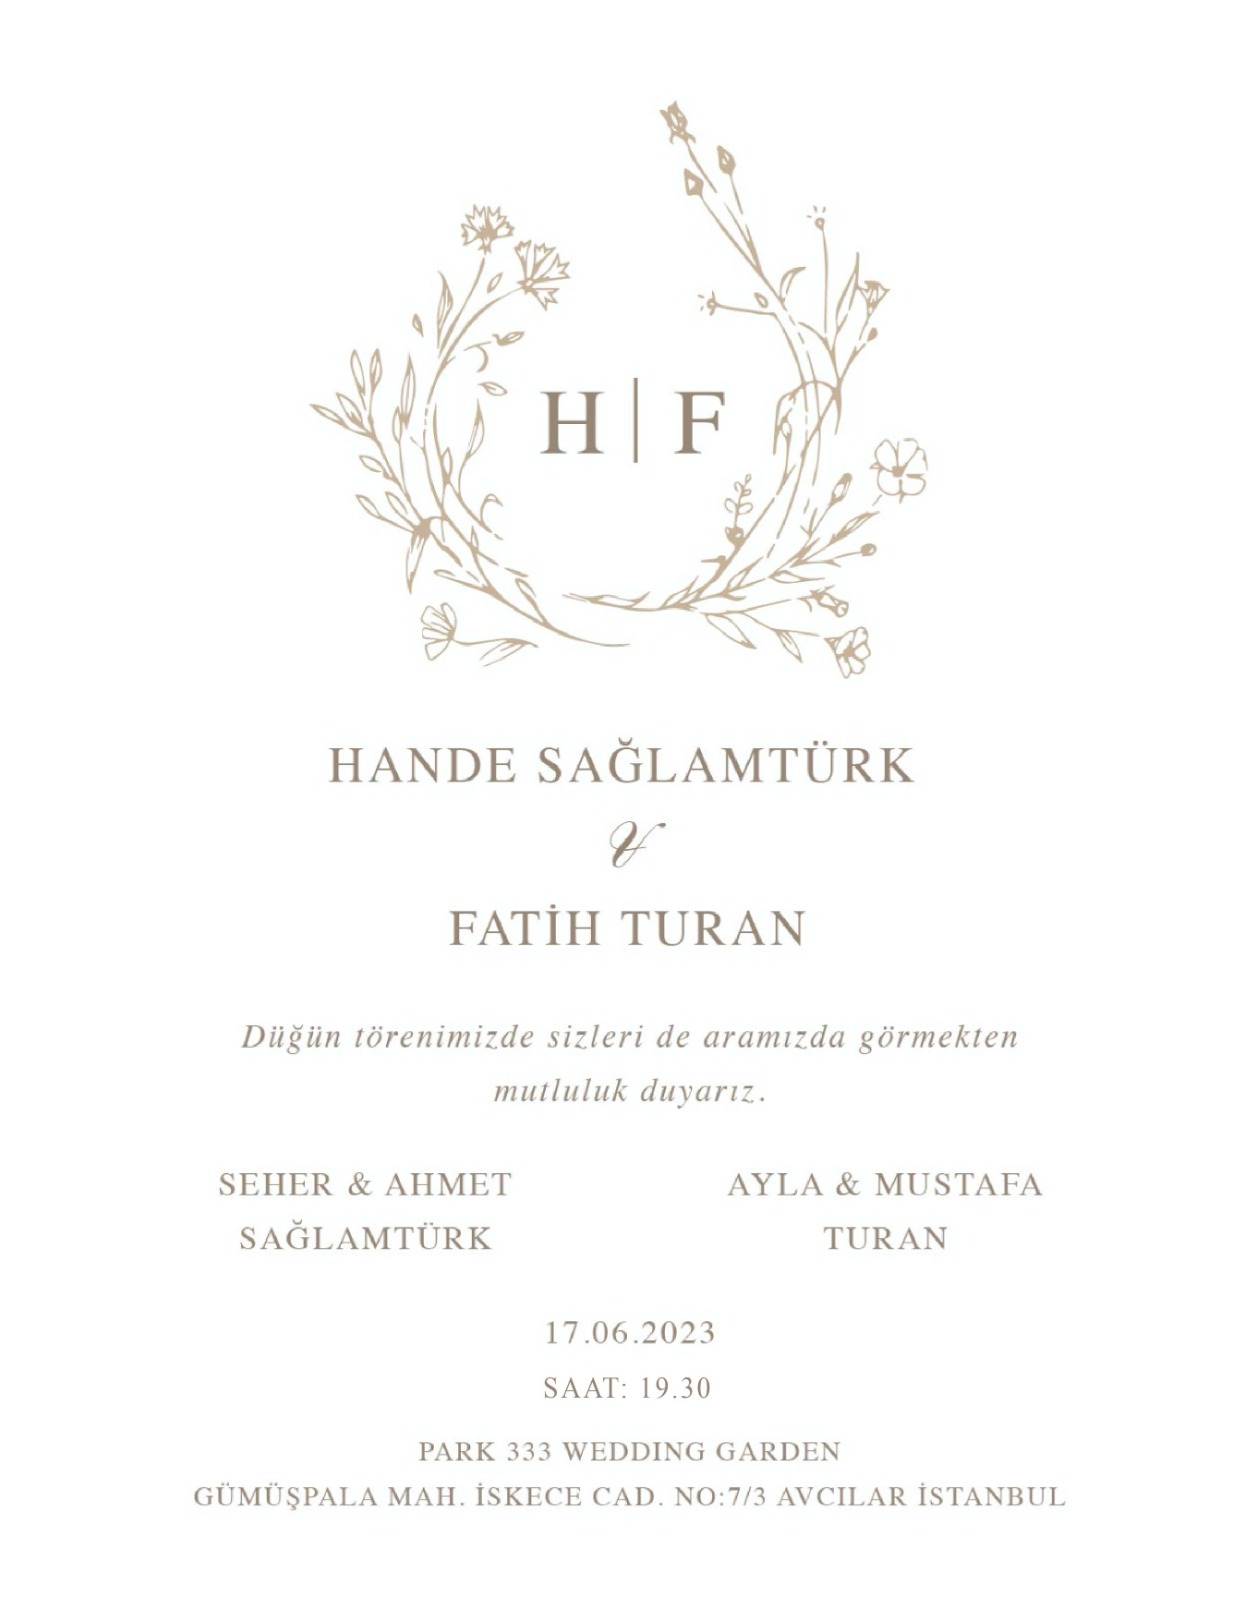 H | F
HANDE SAĞLAMTÜRK
&
FATİH TURAN
Düğün törenimizde sizleri de aramızda görmekten
mutluluk duyarız.
SEHER & AHMET
SAĞLAMTÜRK
AYLA & MUSTAFA
TURAN
17.06.2023
SAAT: 19.30
PARK 333 WEDDING GARDEN
GÜMÜŞPALA MAH. İSKECE CAD. NO:7/3 AVCILAR İSTANBUL